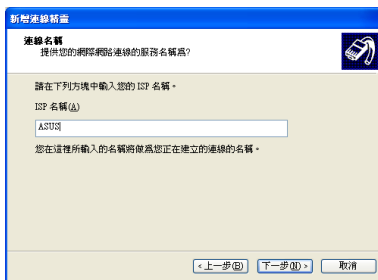 新增連線精靈
連線名稱
提供您的網際網路連線的服務名稱為?
請在下列方塊中輸入您的 ISP 名稱。
ISP 名稱(A)
ASUS
您在這裡所輸入的名稱將做為您正在建立的連線的名稱。
<上一步(B)
下一步(N)>
取消